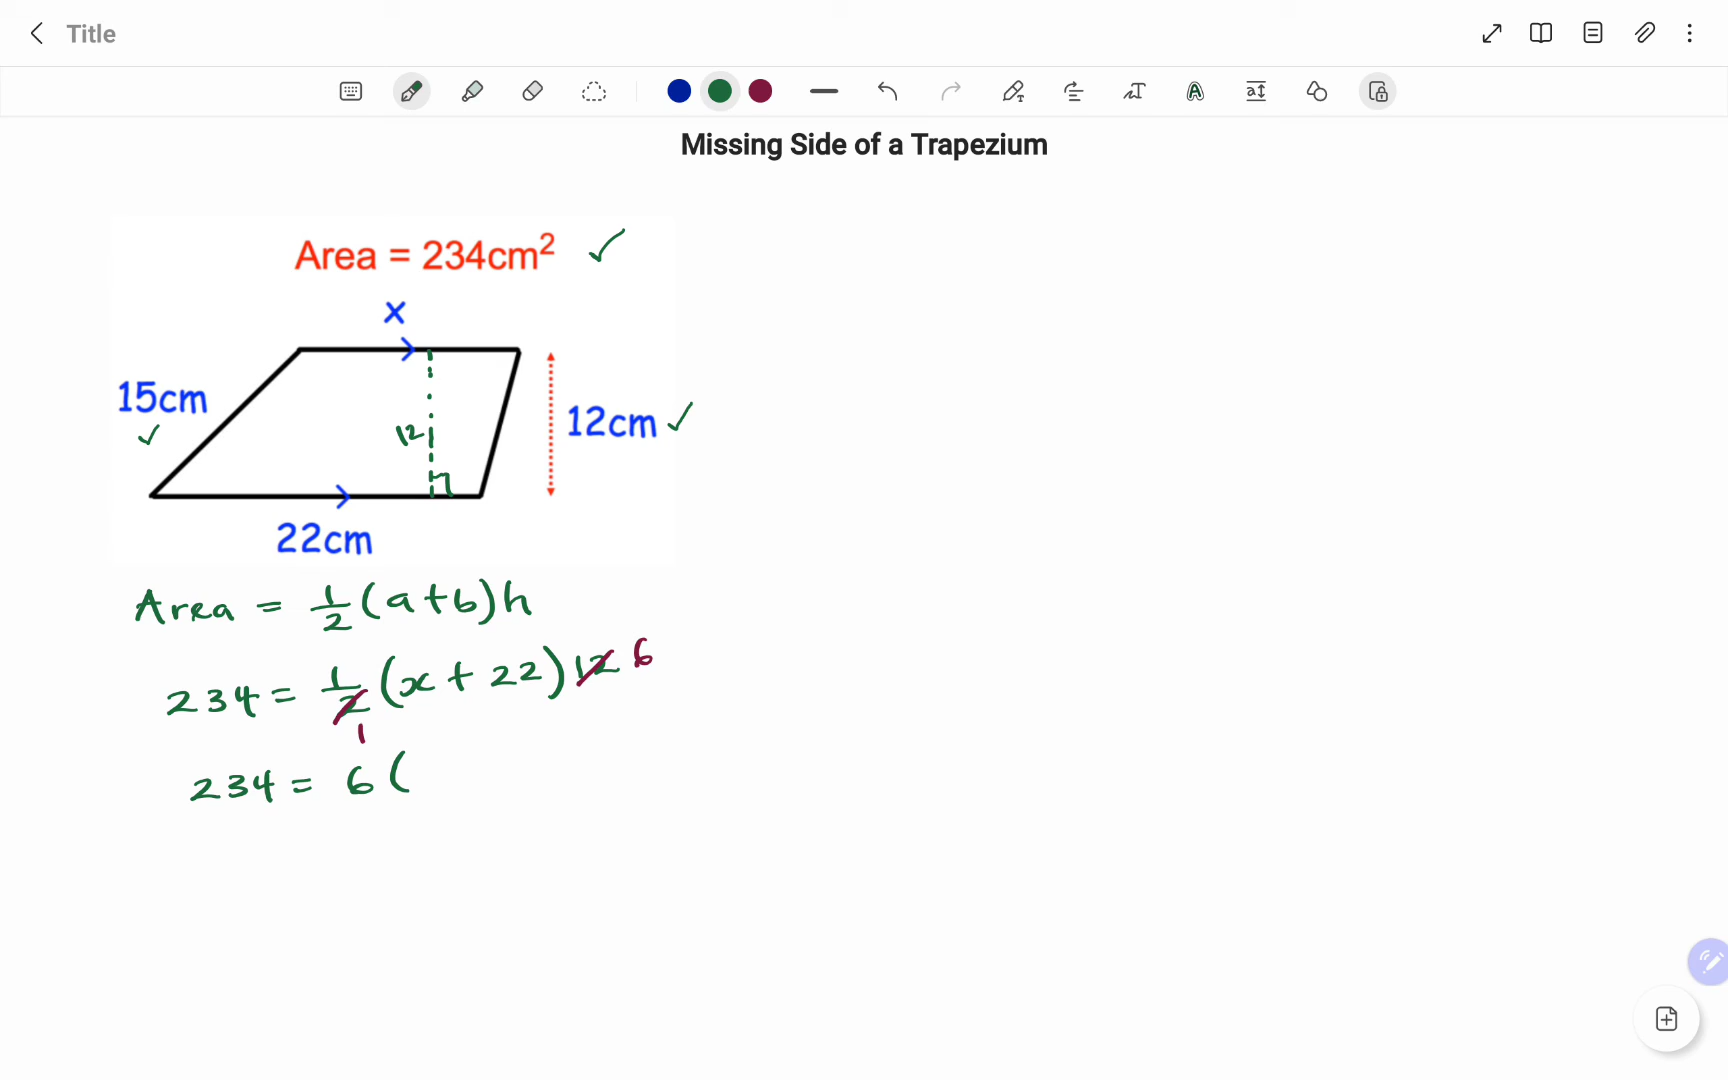 Title
Missing Side of a Trapezium
Area = 234cm²
x
15cm
12
12cm
22cm
Area = 1/2 (a+b)h
234 = 1/2 (x + 22) 12 6
1
234 = 6 (